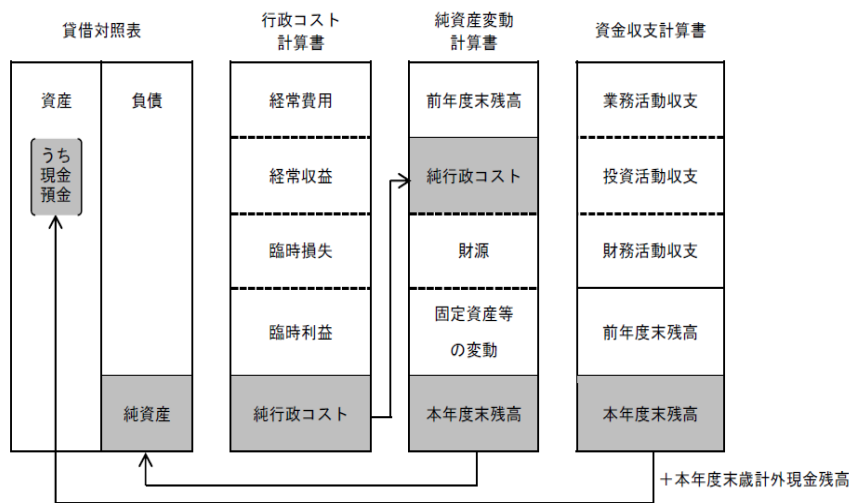 貸借対照表
行政コスト
計算書
純資産変動
計算書
資金収支計算書
資産
うち
現金
預金
負債
純資産
経常費用
経常収益
臨時損失
臨時利益
純行政コスト
前年度末残高
純行政コスト
財源
固定資産等
の変動
本年度末残高
業務活動収支
投資活動収支
財務活動収支
前年度末残高
本年度末残高
＋本年度末歳計外現金残高